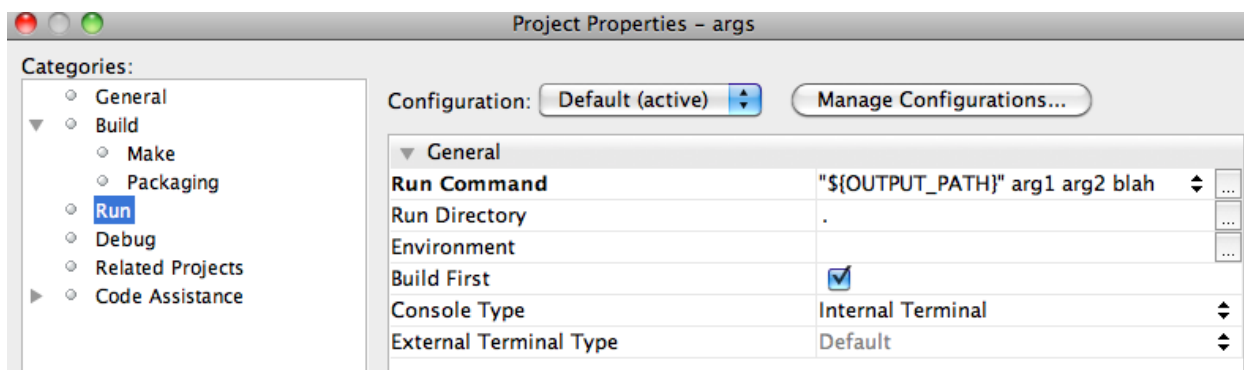 Project Properties – args
Categories:
General
Build
Make
Packaging
Run
Debug
Related Projects
Code Assistance
Configuration: Default (active) Manage Configurations...
General
Run Command "${OUTPUT_PATH}" arg1 arg2 blah ...
Run Directory . ...
Environment ...
Build First
Console Type Internal Terminal
External Terminal Type Default